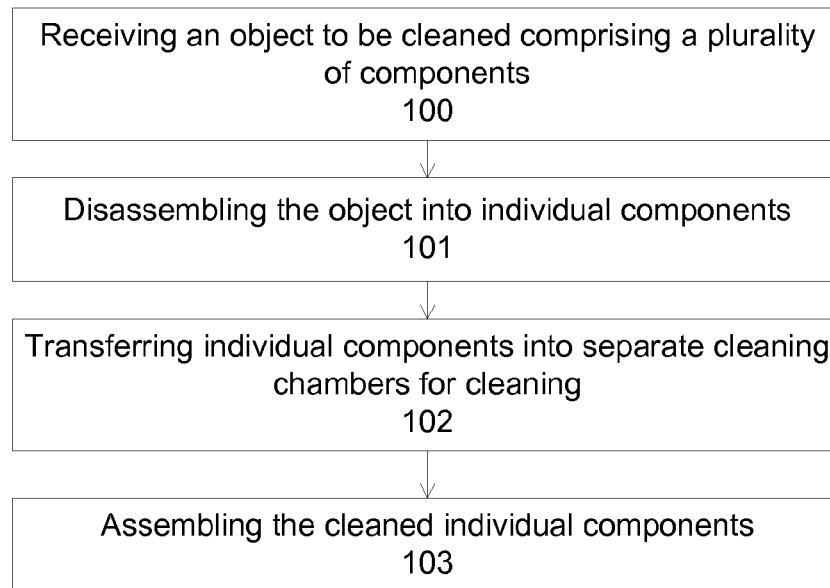 Receiving an object to be cleaned comprising a plurality
of components
100
Disassembling the object into individual components
101
Transferring individual components into separate cleaning
chambers for cleaning
102
Assembling the cleaned individual components
103